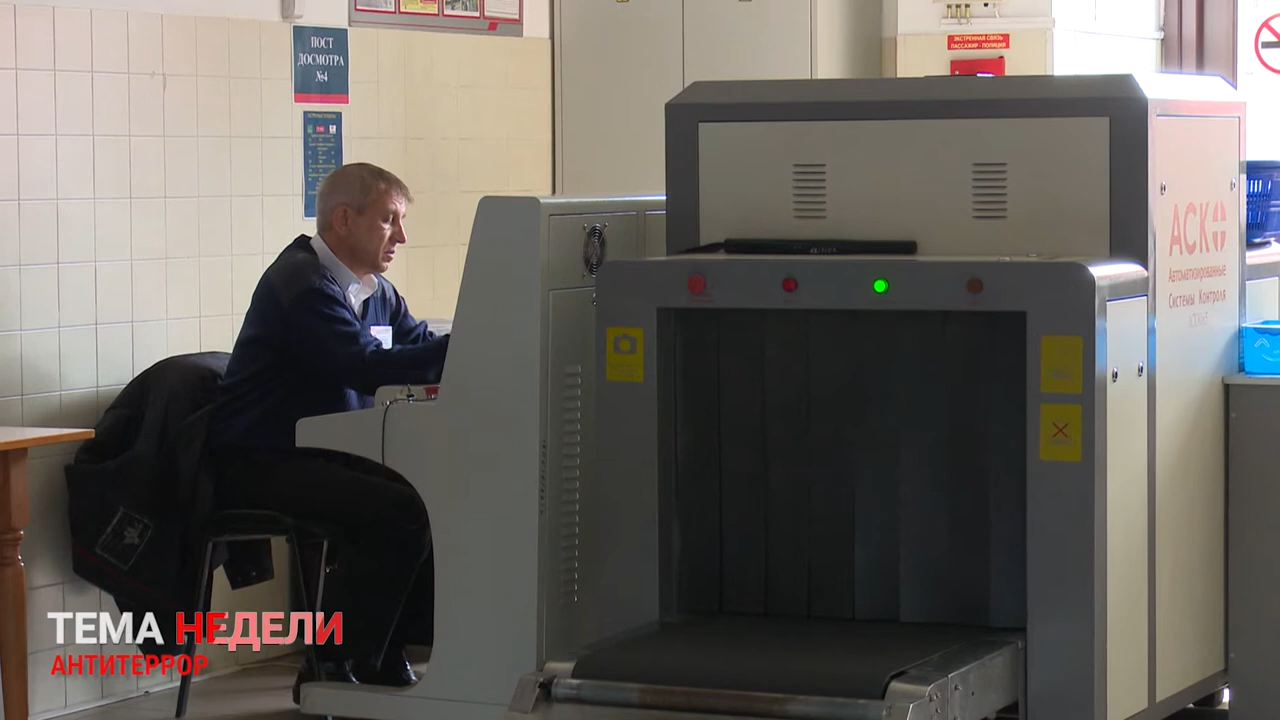 ПОСТ
ДОСМОТРА
№4
ЭКСТРЕННАЯ СВЯЗЬ
ПАССАЖИР - ПОЛИЦИЯ
АСК
Автоматизированные
Системы Контроля
ТЕМА НЕДЕЛИ
АНТИТЕРРОР